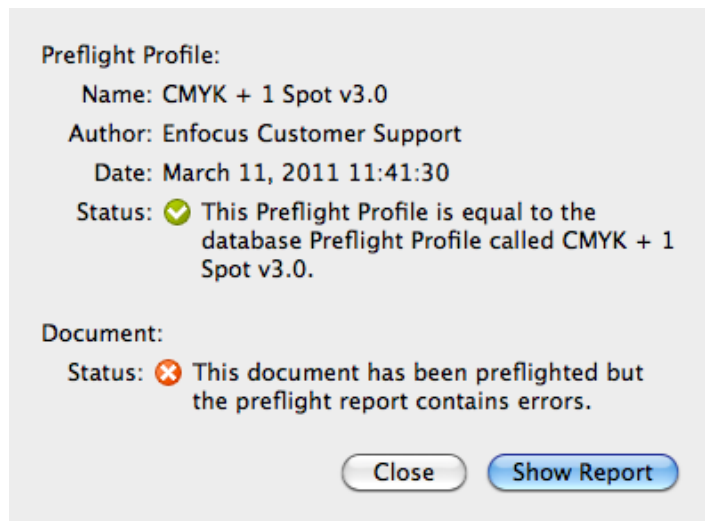 Preflight Profile:
Name: CMYK + 1 Spot v3.0
Author: Enfocus Customer Support
Date: March 11, 2011 11:41:30
Status: This Preflight Profile is equal to the
database Preflight Profile called CMYK + 1
Spot v3.0.
Document:
Status: This document has been preflighted but
the preflight report contains errors.
Close Show Report